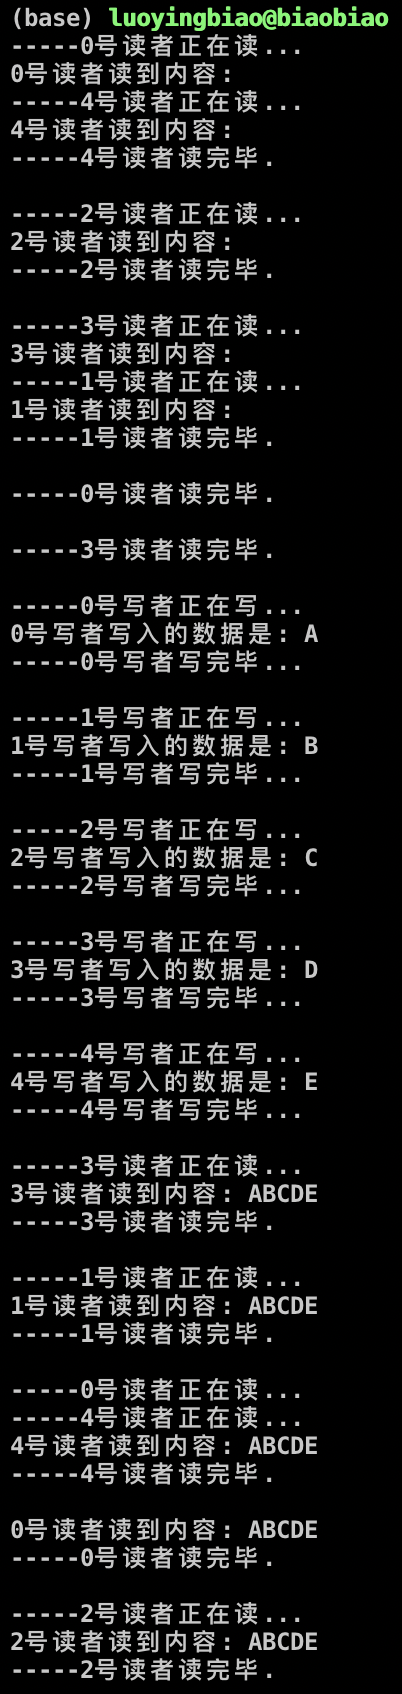 (base) luoyingbiao@biaobiao
-----0号读者正在读...
0号读者读到内容:
-----4号读者正在读...
4号读者读到内容:
-----4号读者读完毕.
-----2号读者正在读...
2号读者读到内容:
-----2号读者读完毕.
-----3号读者正在读...
3号读者读到内容:
-----1号读者正在读...
1号读者读到内容:
-----1号读者读完毕.
-----0号读者读完毕.
-----3号读者读完毕.
-----0号写者正在写...
0号写者写入的数据是: A
-----0号写者写完毕...
-----1号写者正在写...
1号写者写入的数据是: B
-----1号写者写完毕...
-----2号写者正在写...
2号写者写入的数据是: C
-----2号写者写完毕...
-----3号写者正在写...
3号写者写入的数据是: D
-----3号写者写完毕...
-----4号写者正在写...
4号写者写入的数据是: E
-----4号写者写完毕...
-----3号读者正在读...
3号读者读到内容: ABCDE
-----3号读者读完毕.
-----1号读者正在读...
1号读者读到内容: ABCDE
-----1号读者读完毕.
-----0号读者正在读...
-----4号读者正在读...
4号读者读到内容: ABCDE
-----4号读者读完毕.
0号读者读到内容: ABCDE
-----0号读者读完毕.
-----2号读者正在读...
2号读者读到内容: ABCDE
-----2号读者读完毕.